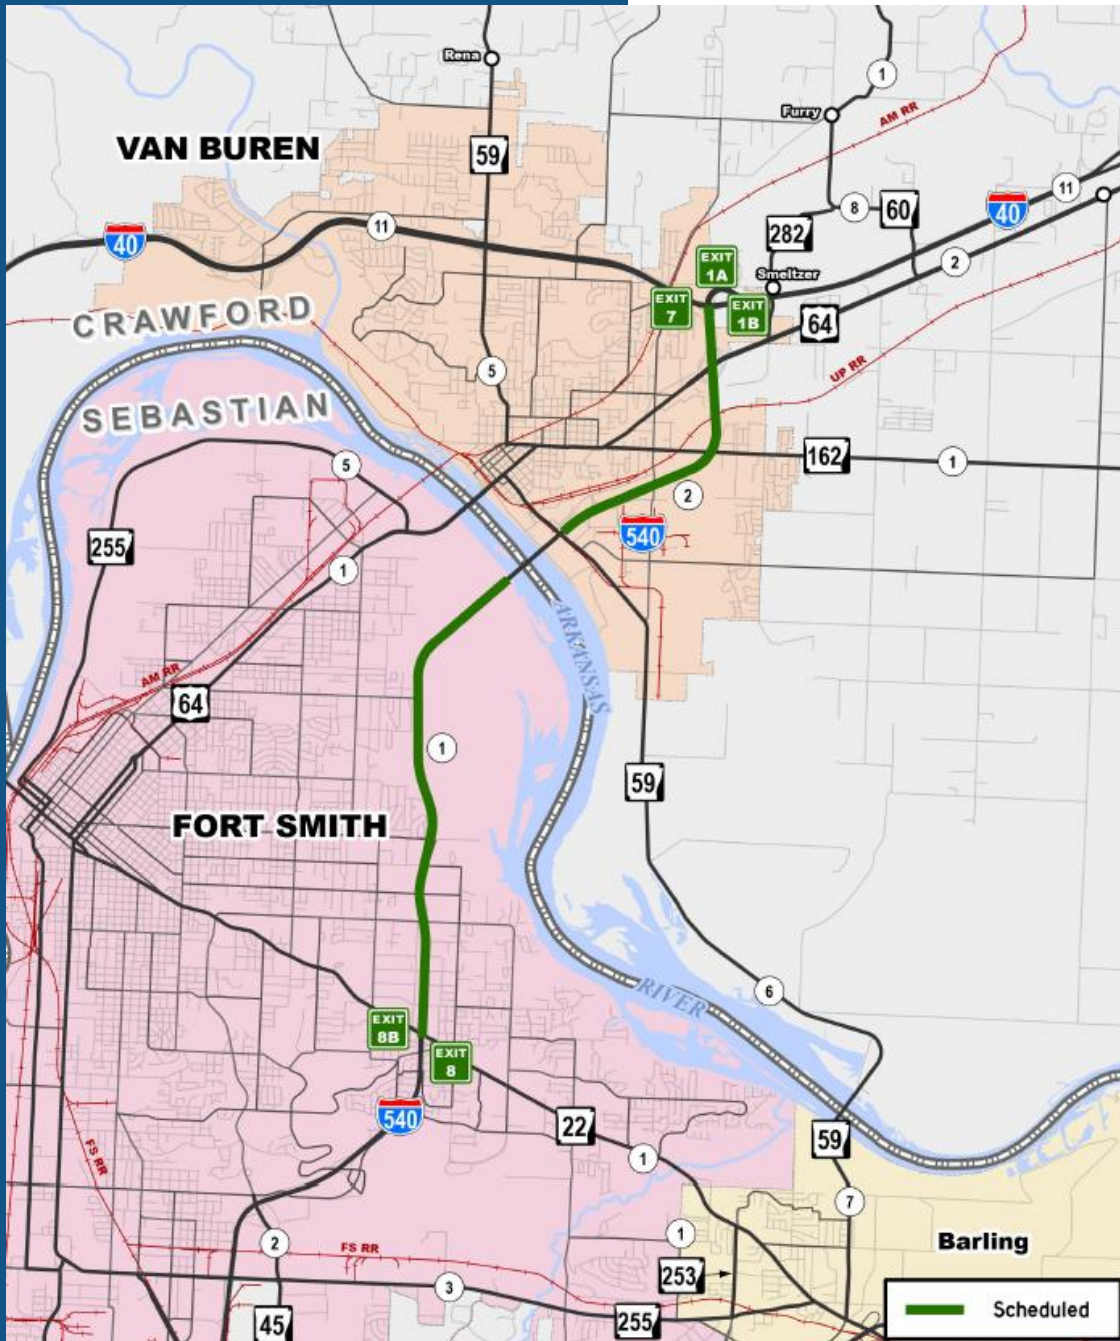 Rena
1
Furry
AM RR
VAN BUREN
59
11
40
11
8
60
40
282
EXIT
1A
Smeltzer
2
EXIT
7
EXIT
1B
64
CRAWFORD
UP RR
5
SEBASTIAN
162
1
5
2
540
255
1
ARKANSAS
AM RR
64
1
59
FORT SMITH
6
RIVER
EXIT
8B
EXIT
8
540
22
59
1
FS RR
7
1
2
FS RR
Barling
253
3
45
255
Scheduled